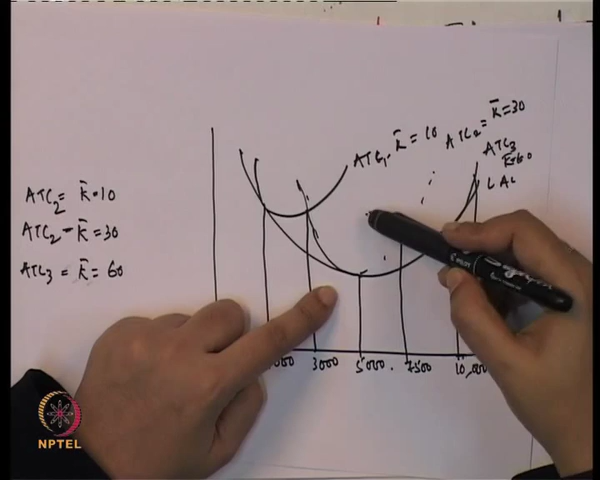 ATC1. K̄ = 10
ATC2 = K̄=30
ATC3
K̄=60
LAC
ATC2 = K̄ = 10
ATC2 - K̄ = 30
ATC3 = K̄ = 60
3000 5000. 7500 10,000
NPTEL